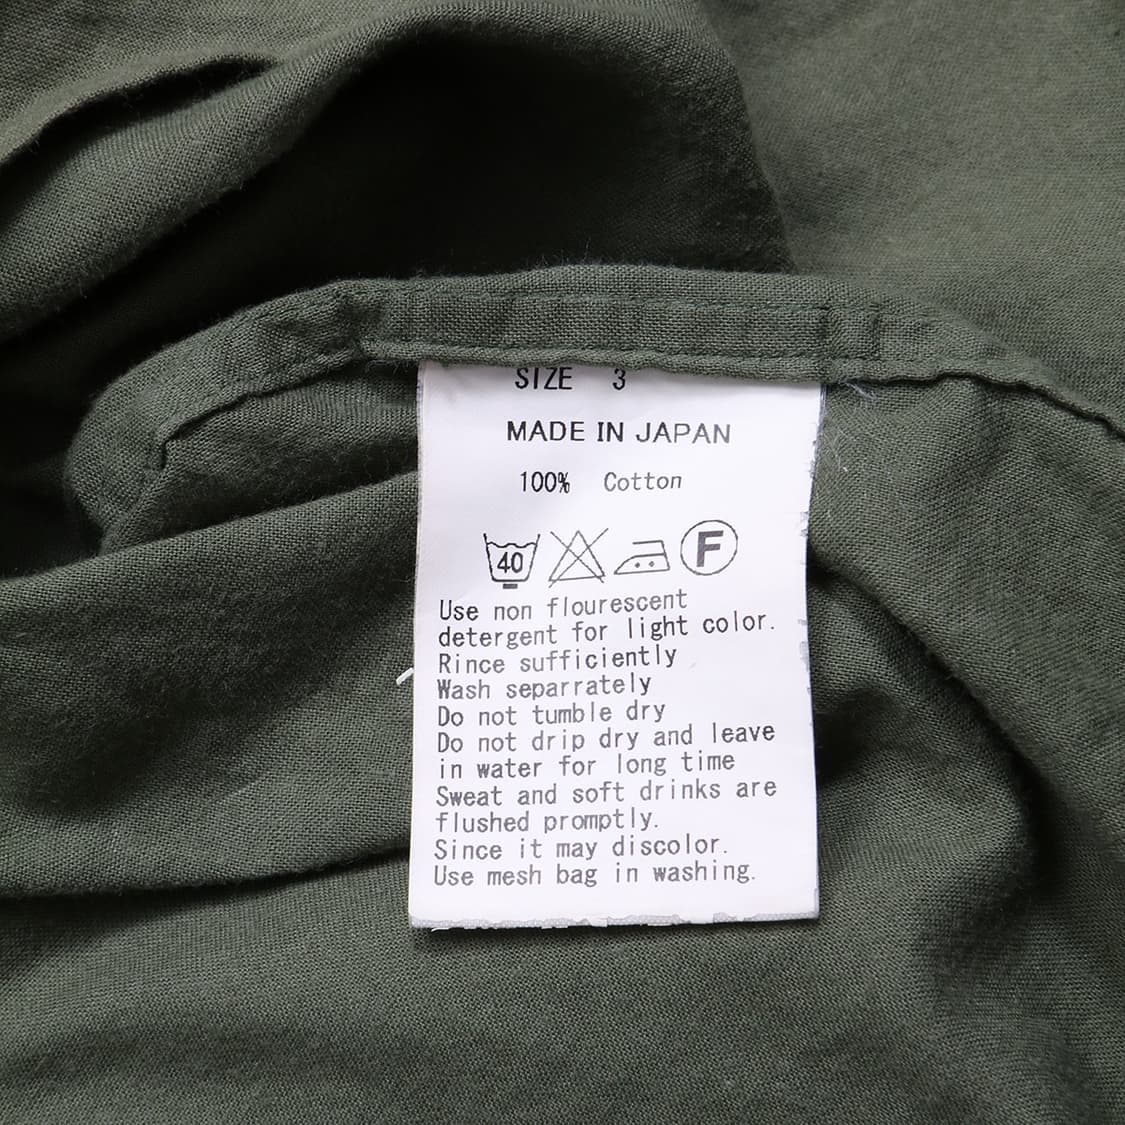 SIZE 3
MADE IN JAPAN
100% Cotton
40 F
Use non flourescent
detergent for light color.
Rince sufficiently
Wash separrately
Do not tumble dry
Do not drip dry and leave
in water for long time
Sweat and soft drinks are
flushed promptly.
Since it may discolor.
Use mesh bag in washing.